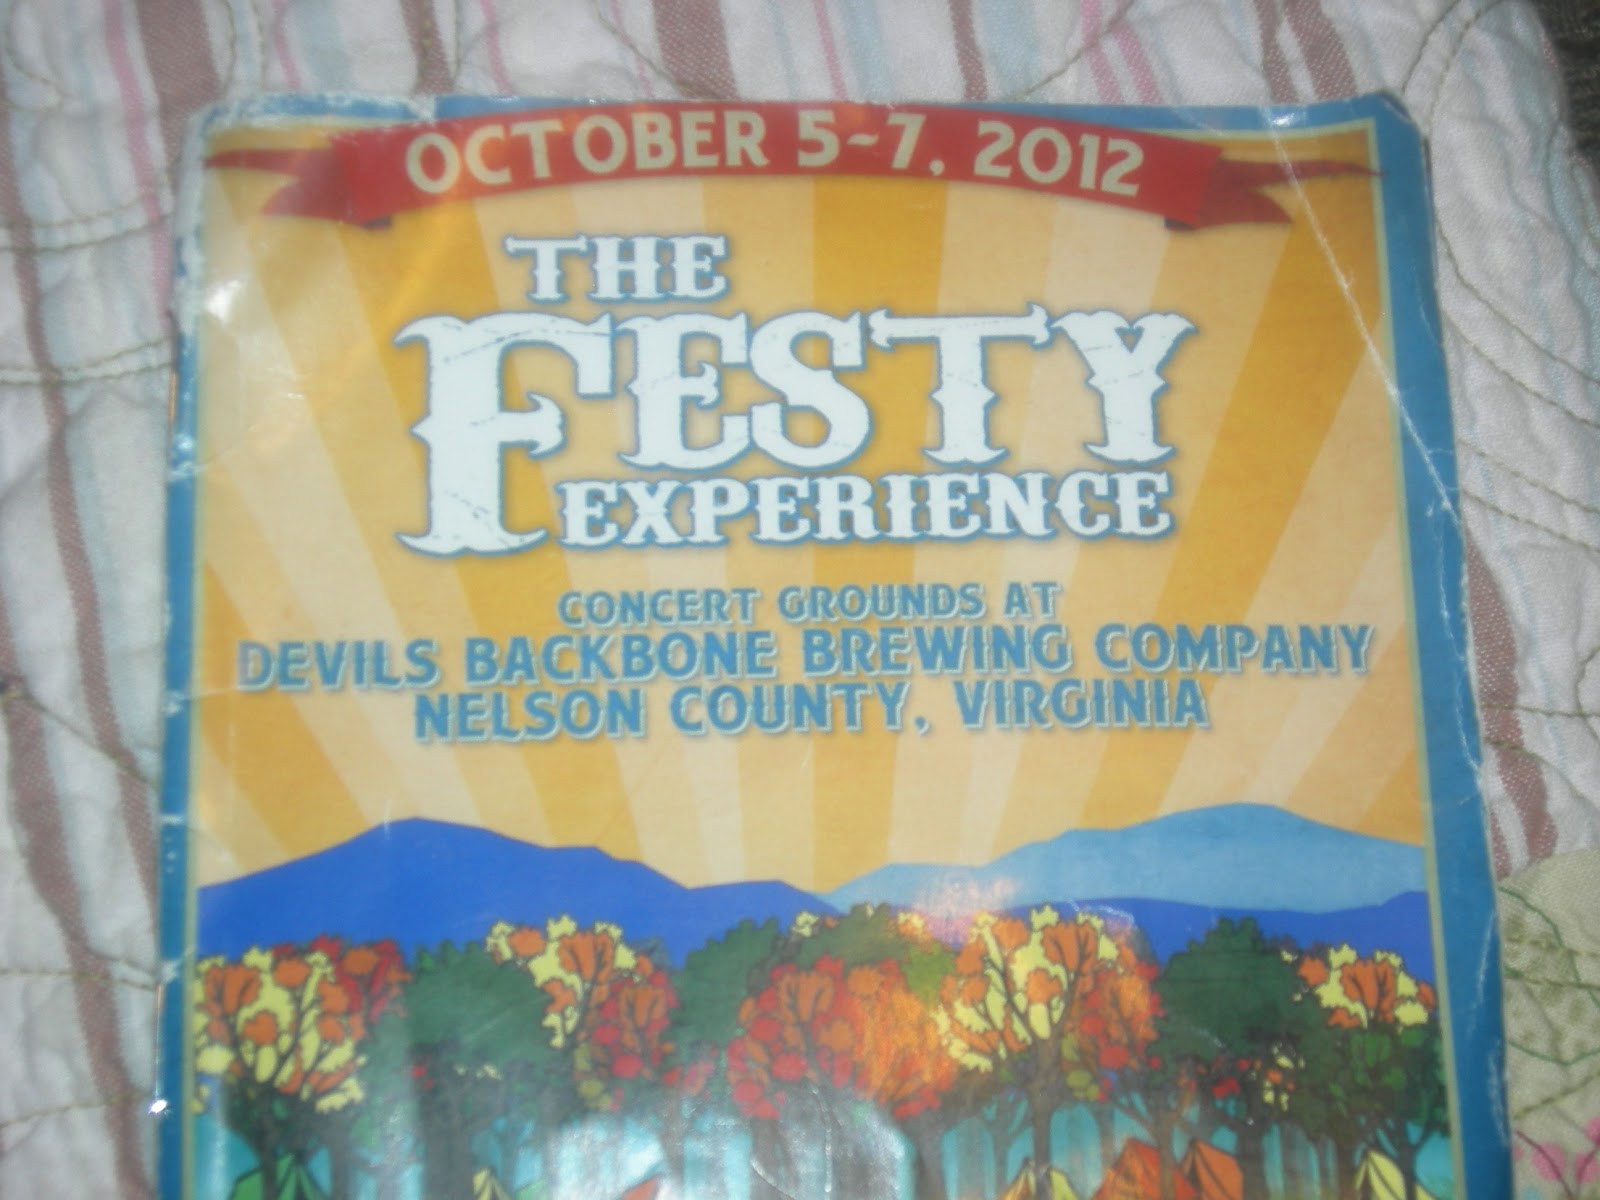 OCTOBER 5~7, 2012
THE
FESTY
EXPERIENCE
CONCERT GROUNDS AT
DEVILS BACKBONE BREWING COMPANY
NELSON COUNTY, VIRGINIA